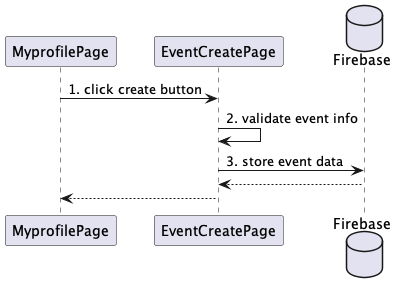 Firebase
MyprofilePage
EventCreatePage
1. click create button
2. validate event info
3. store event data
MyprofilePage
EventCreatePage
Firebase